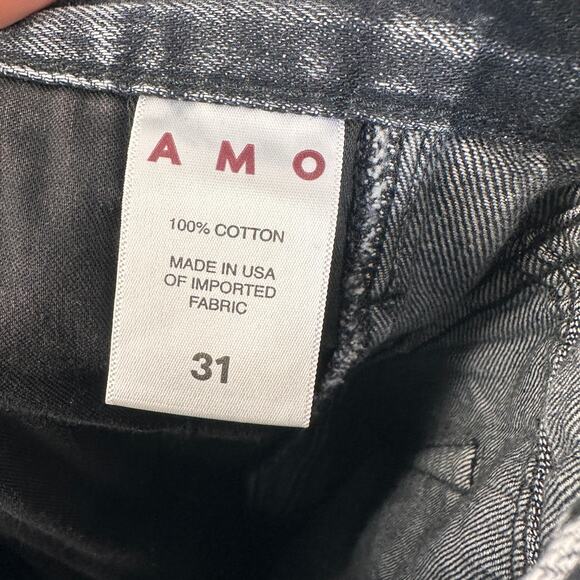 AMO
100% COTTON
MADE IN USA
OF IMPORTED
FABRIC
31